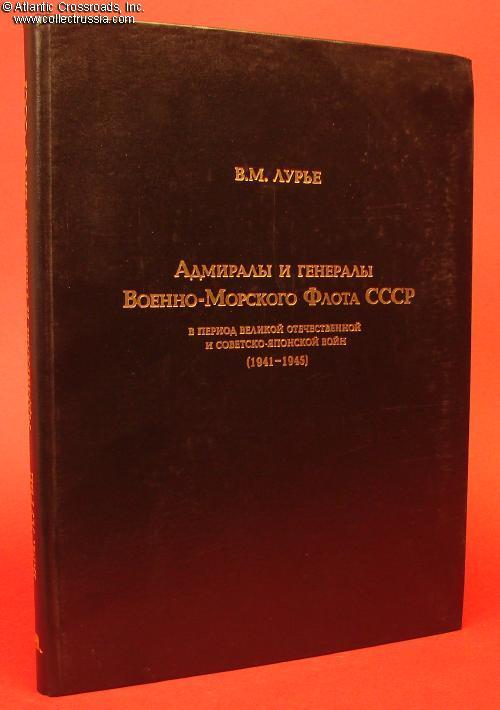 © Atlantic Crossroads, Inc.
www.collectrussia.com
В.М. ЛУРЬЕ
АДМИРАЛЫ И ГЕНЕРАЛЫ
ВОЕННО-МОРСКОГО ФЛОТА СССР
В ПЕРИОД ВЕЛИКОЙ ОТЕЧЕСТВЕННОЙ
И СОВЕТСКО-ЯПОНСКОЙ ВОЙН
(1941–1945)